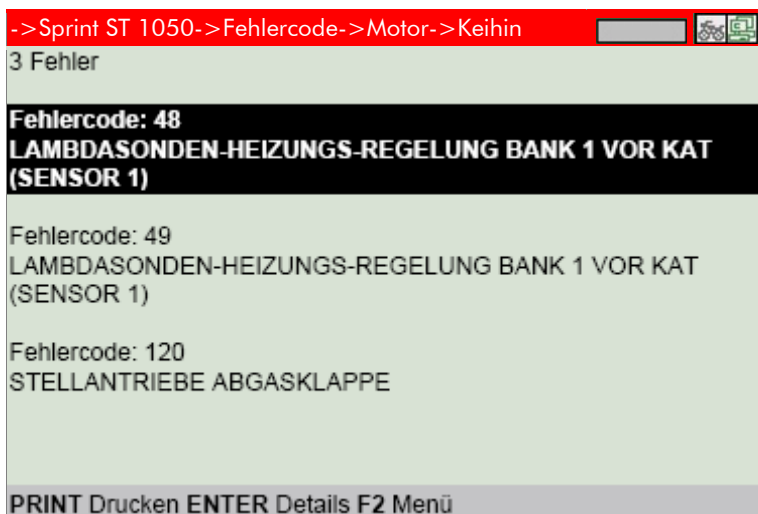 ->Sprint ST 1050->Fehlercode->Motor->Keihin
3 Fehler
Fehlercode: 48
LAMBDASONDEN-HEIZUNGS-REGELUNG BANK 1 VOR KAT
(SENSOR 1)
Fehlercode: 49
LAMBDASONDEN-HEIZUNGS-REGELUNG BANK 1 VOR KAT
(SENSOR 1)
Fehlercode: 120
STELLANTRIEBE ABGASKLAPPE
PRINT Drucken ENTER Details F2 Menü